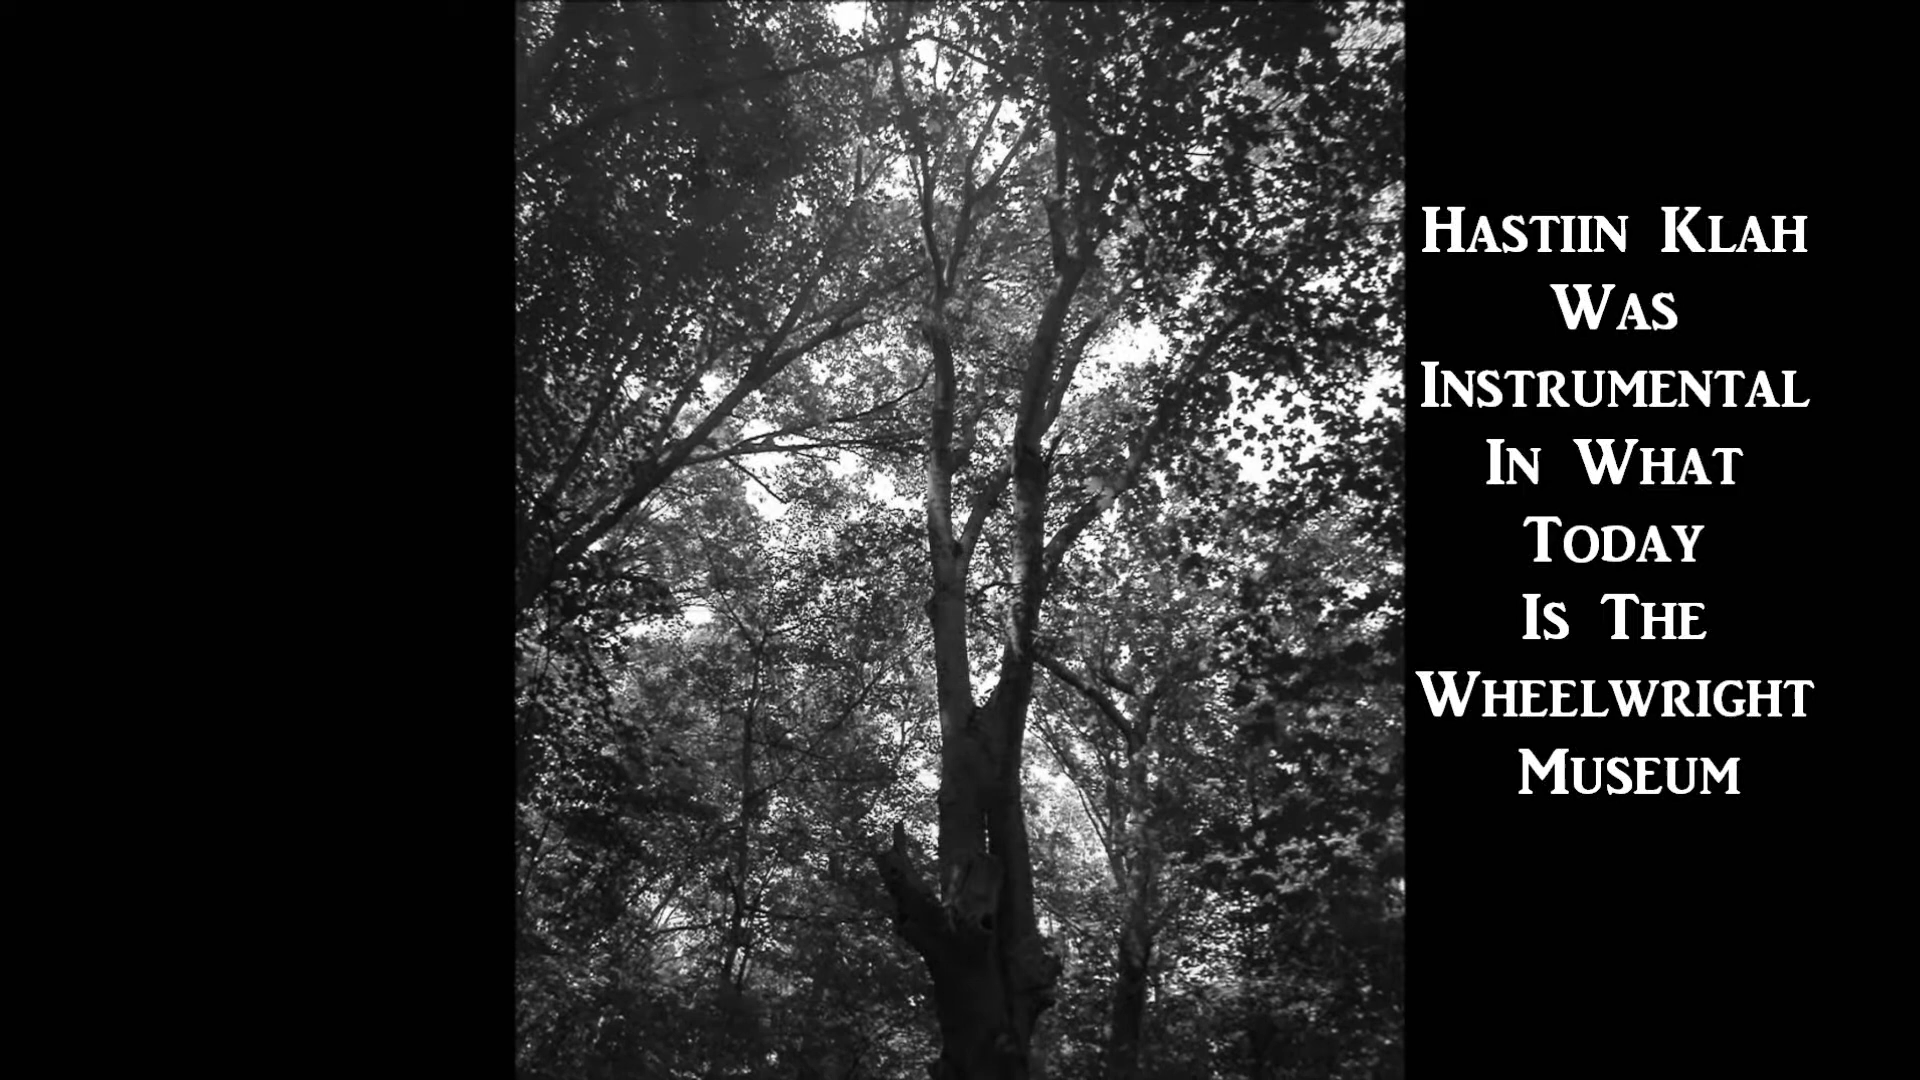 Hastiin Klah
Was
Instrumental
In What
Today
Is The
Wheelwright
Museum